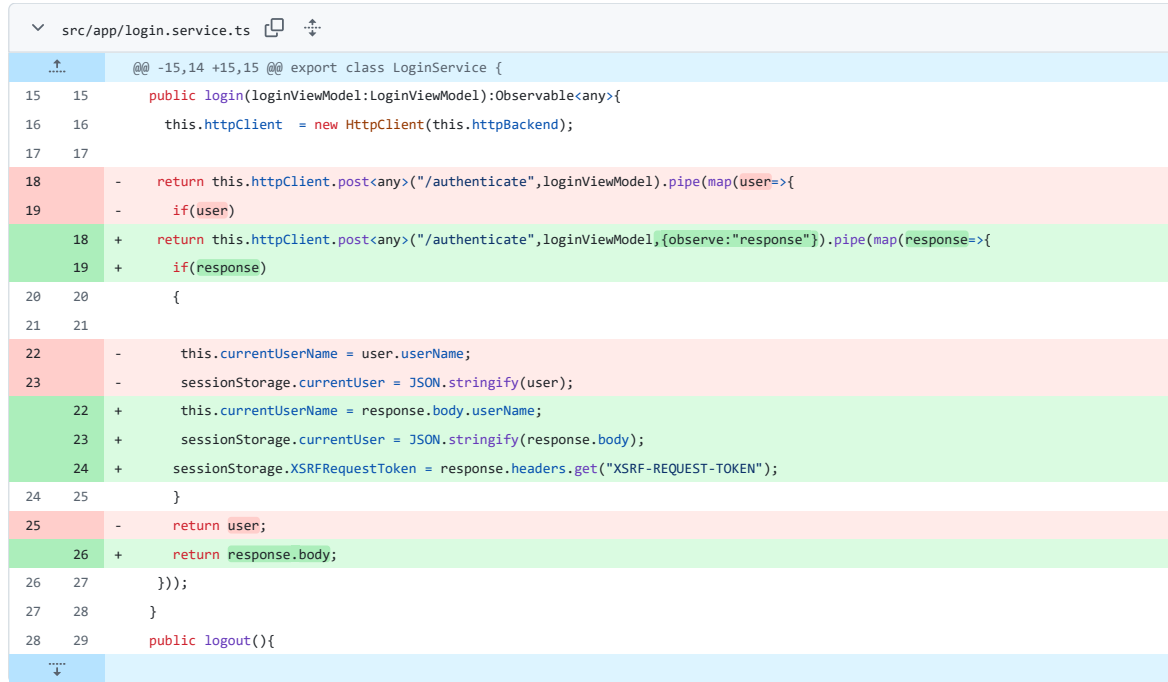 src/app/login.service.ts
@@ -15,14 +15,15 @@ export class LoginService {
15 15 public login(loginViewModel:LoginViewModel):Observable<any>{
16 16 this.httpClient  = new HttpClient(this.httpBackend);
17 17
18 - return this.httpClient.post<any>("/authenticate",loginViewModel).pipe(map(user=>{
19 - if(user)
18 + return this.httpClient.post<any>("/authenticate",loginViewModel,{observe:"response"}).pipe(map(response=>{
19 + if(response)
20 20 {
21 21
22 - this.currentUserName = user.userName;
23 - sessionStorage.currentUser = JSON.stringify(user);
22 + this.currentUserName = response.body.userName;
23 + sessionStorage.currentUser = JSON.stringify(response.body);
24 + sessionStorage.XSRFRequestToken = response.headers.get("XSRF-REQUEST-TOKEN");
24 25 }
25 - return user;
26 + return response.body;
26 27 }));
27 28 }
28 29 public logout(){